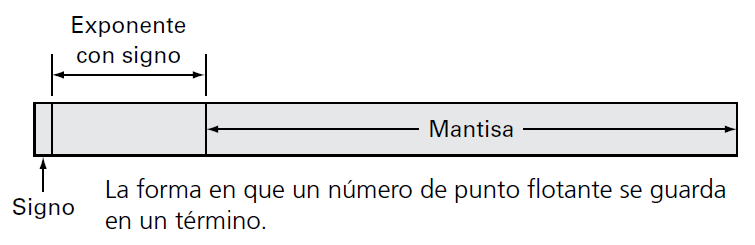 Exponente
con signo
Mantisa
Signo
La forma en que un número de punto flotante se guarda
en un término.